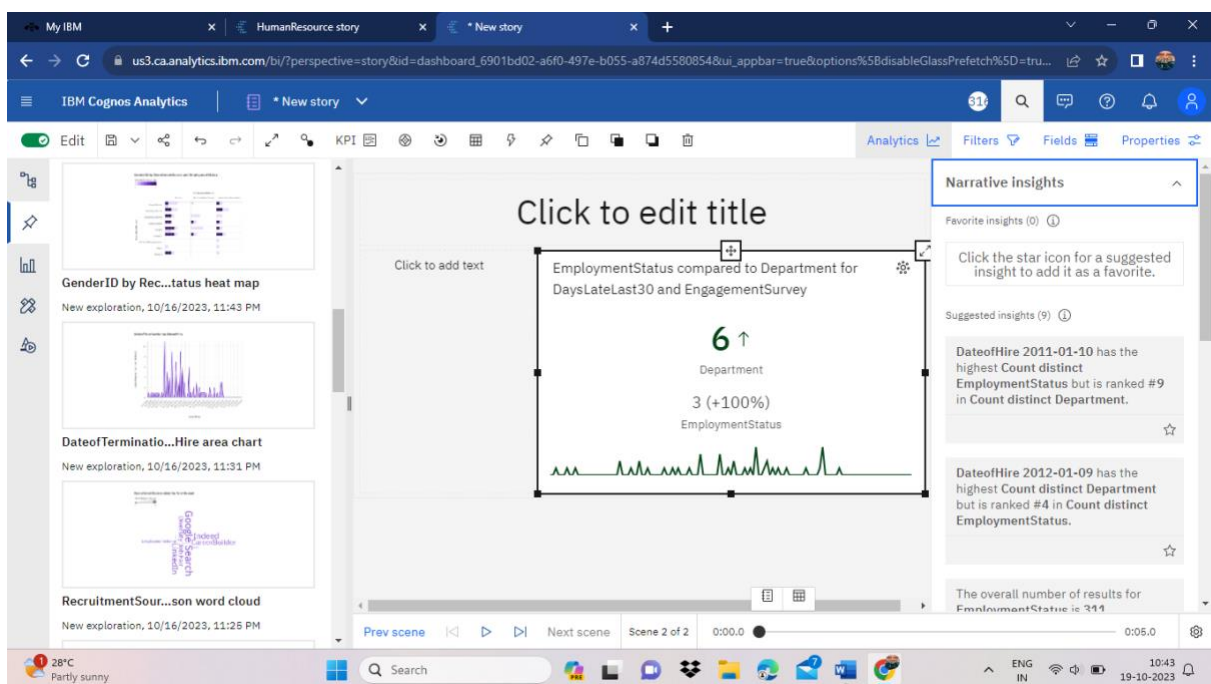 My IBM
HumanResource story
* New story
us3.ca.analytics.ibm.com/bi/?perspective=story&id=dashboard_6901bd02-a6f0-497e-b055-a874d5580854&ui_appbar=true&options%5BdisableGlassPrefetch%5D=tru...
IBM Cognos Analytics
* New story
Edit
KPI
Analytics
Filters
Fields
Properties
GenderID by Rec...tatus heat map
New exploration, 10/16/2023, 11:43 PM
DateofTerminatio...Hire area chart
New exploration, 10/16/2023, 11:31 PM
Google Search
Indeed
CareerBuilder
LinkedIn
RecruitmentSour...son word cloud
New exploration, 10/16/2023, 11:25 PM
Click to edit title
Click to add text
EmploymentStatus compared to Department for
DaysLateLast30 and EngagementSurvey
6 ↑
Department
3 (+100%)
EmploymentStatus
Narrative insights
Favorite insights (0)
Click the star icon for a suggested
insight to add it as a favorite.
Suggested insights (9)
DateofHire 2011-01-10 has the
highest Count distinct
EmploymentStatus but is ranked #9
in Count distinct Department.
DateofHire 2012-01-09 has the
highest Count distinct Department
but is ranked #4 in Count distinct
EmploymentStatus.
The overall number of results for
EmploymentStatus is 311
Prev scene
Next scene
Scene 2 of 2
0:00.0
0:05.0
28°C
Partly sunny
Search
PRE
ENG
IN
10:43
19-10-2023